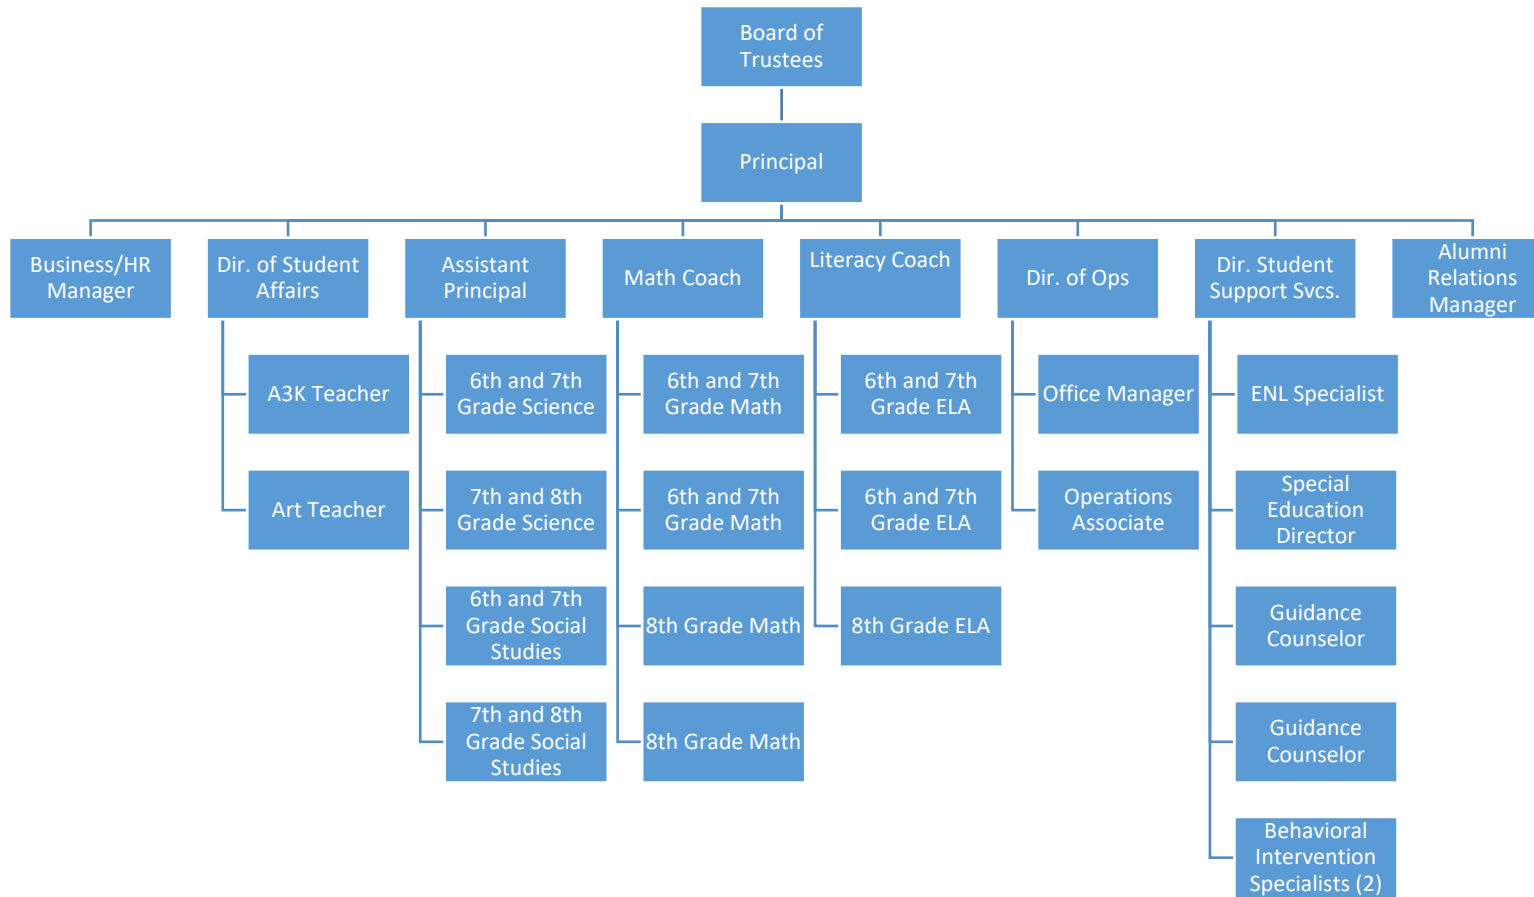 Board of
Trustees
Principal
Business/HR
Manager
Dir. of Student
Affairs
Assistant
Principal
Math Coach
Literacy Coach
Dir. of Ops
Dir. Student
Support Svcs.
Alumni
Relations
Manager
A3K Teacher
Art Teacher
6th and 7th
Grade Science
7th and 8th
Grade Science
6th and 7th
Grade Social
Studies
7th and 8th
Grade Social
Studies
6th and 7th
Grade Math
6th and 7th
Grade Math
8th Grade Math
8th Grade Math
6th and 7th
Grade ELA
6th and 7th
Grade ELA
8th Grade ELA
Office Manager
Operations
Associate
ENL Specialist
Special
Education
Director
Guidance
Counselor
Guidance
Counselor
Behavioral
Intervention
Specialists (2)